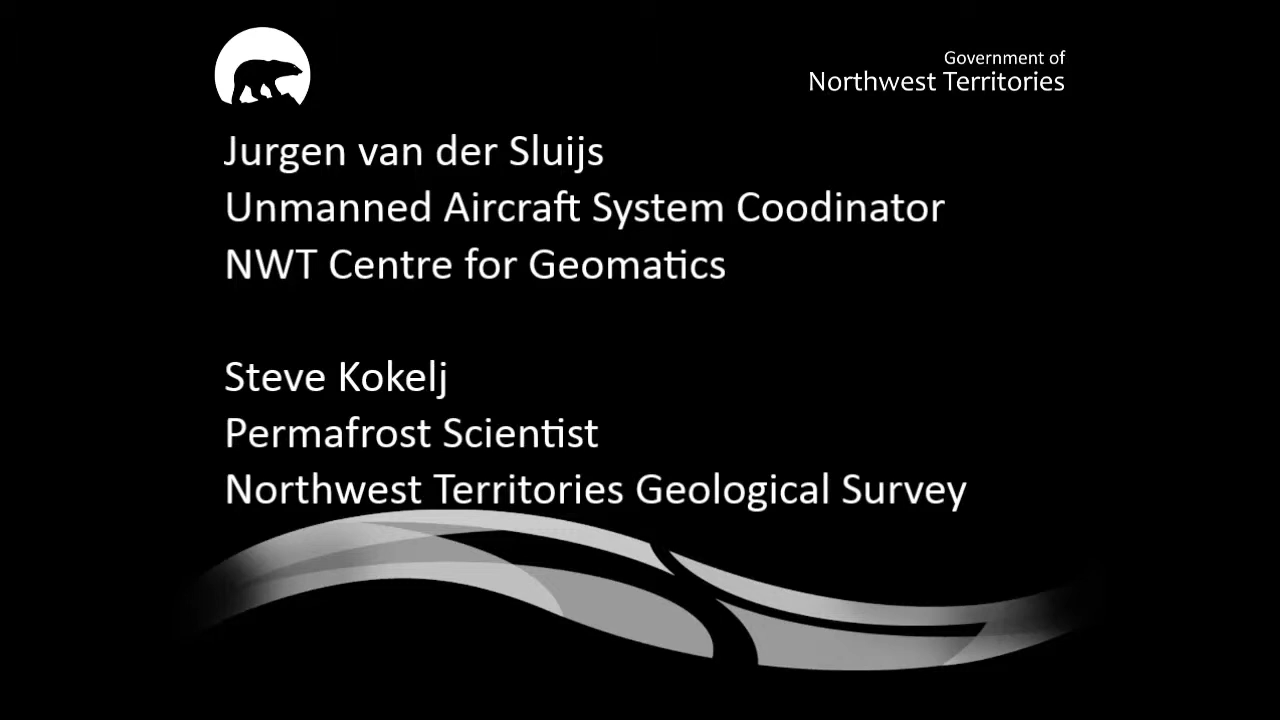 Government of
Northwest Territories
Jurgen van der Sluijs
Unmanned Aircraft System Coodinator
NWT Centre for Geomatics
Steve Kokelj
Permafrost Scientist
Northwest Territories Geological Survey